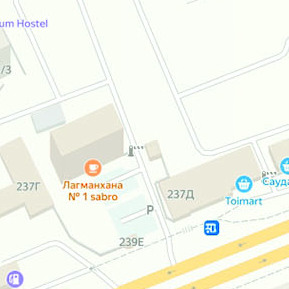 um Hostel
/3
Лагманхана
№ 1 sabro
237Г
237Д
Сауда
Toimart
P
239Е